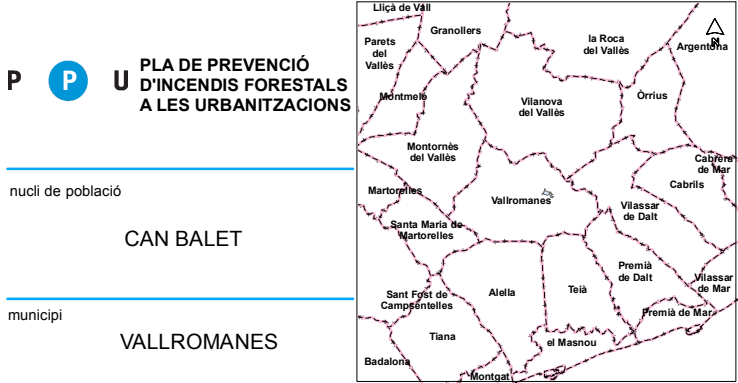 P P U
PLA DE PREVENCIÓ
D'INCENDIS FORESTALS
A LES URBANITZACIONS
nucli de població
CAN BALET
municipi
VALLROMANES
Lliçà de Vall
Granollers
Parets
del
Vallès
la Roca
del Vallès
Argentona
N
Montmeló
Vilanova
del Vallès
Òrrius
Montornès
del Vallès
Cabrera
de Mar
Cabrils
Martorelles
Vallromanes
Vilassar
de Dalt
Santa Maria de
Martorelles
Premià
de Dalt
Vilassar
de Mar
Sant Fost de
Campsentelles
Alella
Teià
Premià de Mar
Tiana
el Masnou
Badalona
Montgat